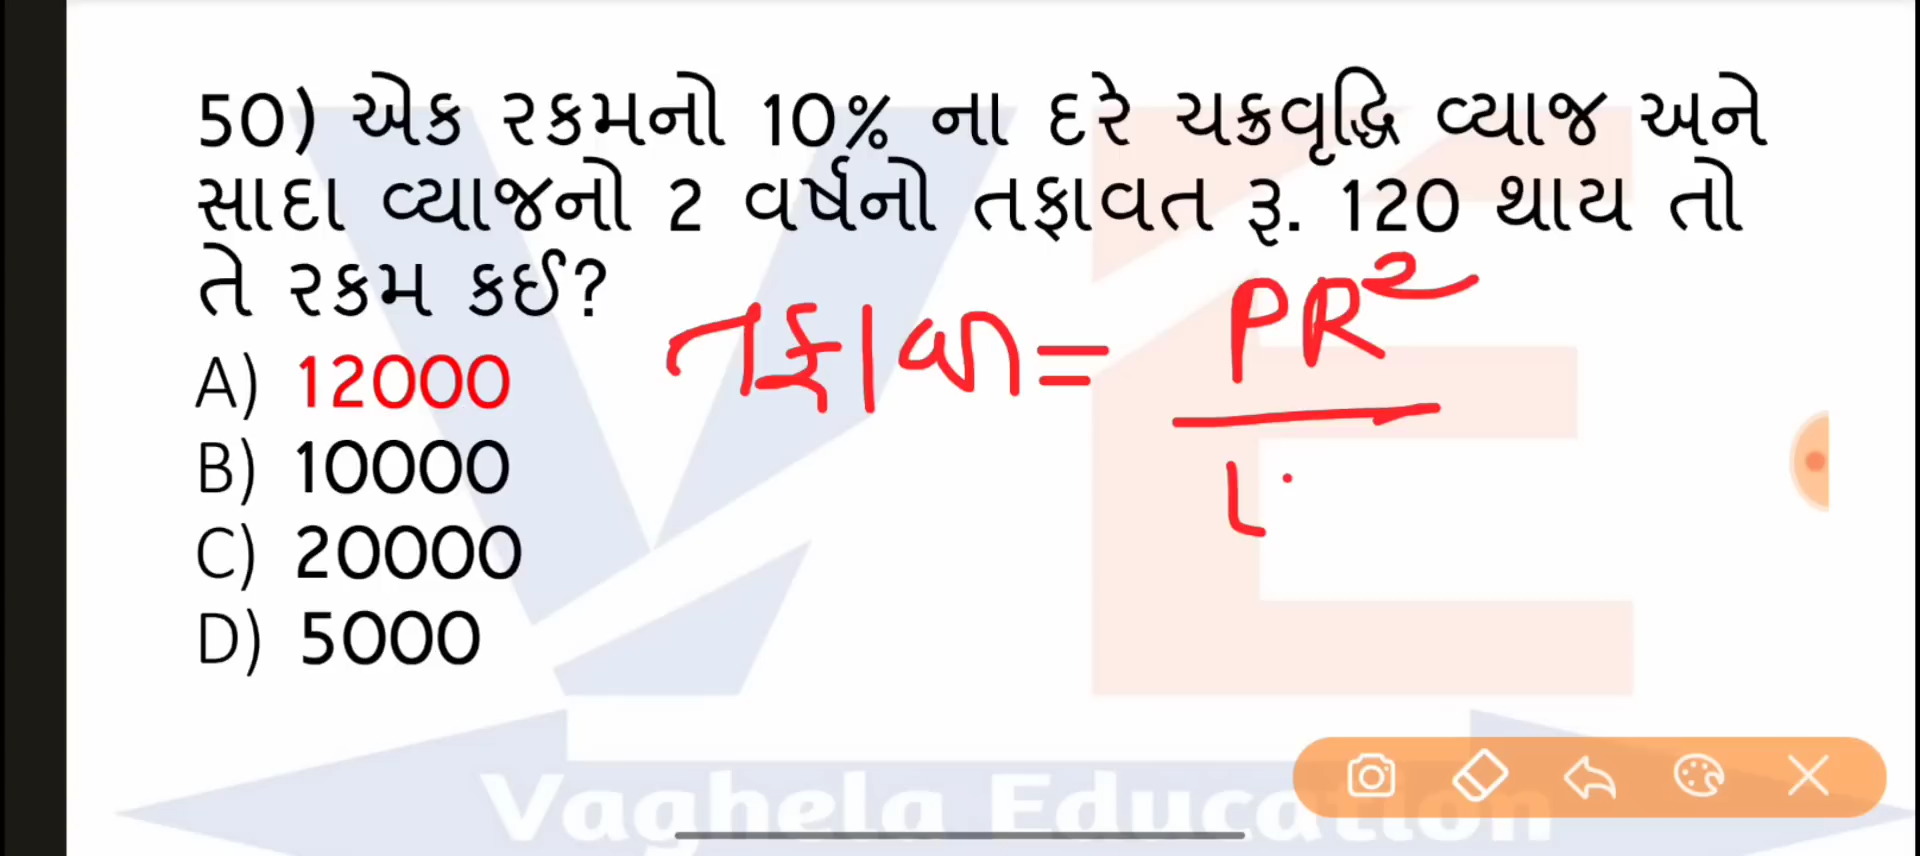 50) એક રકમનો 10% ના દરે ચક્રવૃદ્ધિ વ્યાજ અને
સાદા વ્યાજનો 2 વર્ષનો તફાવત રૂ. 120 થાય તો
તે રકમ કઈ?
તફાવત = PR²
A) 12000
B) 10000
C) 20000
D) 5000
Vaghela Education